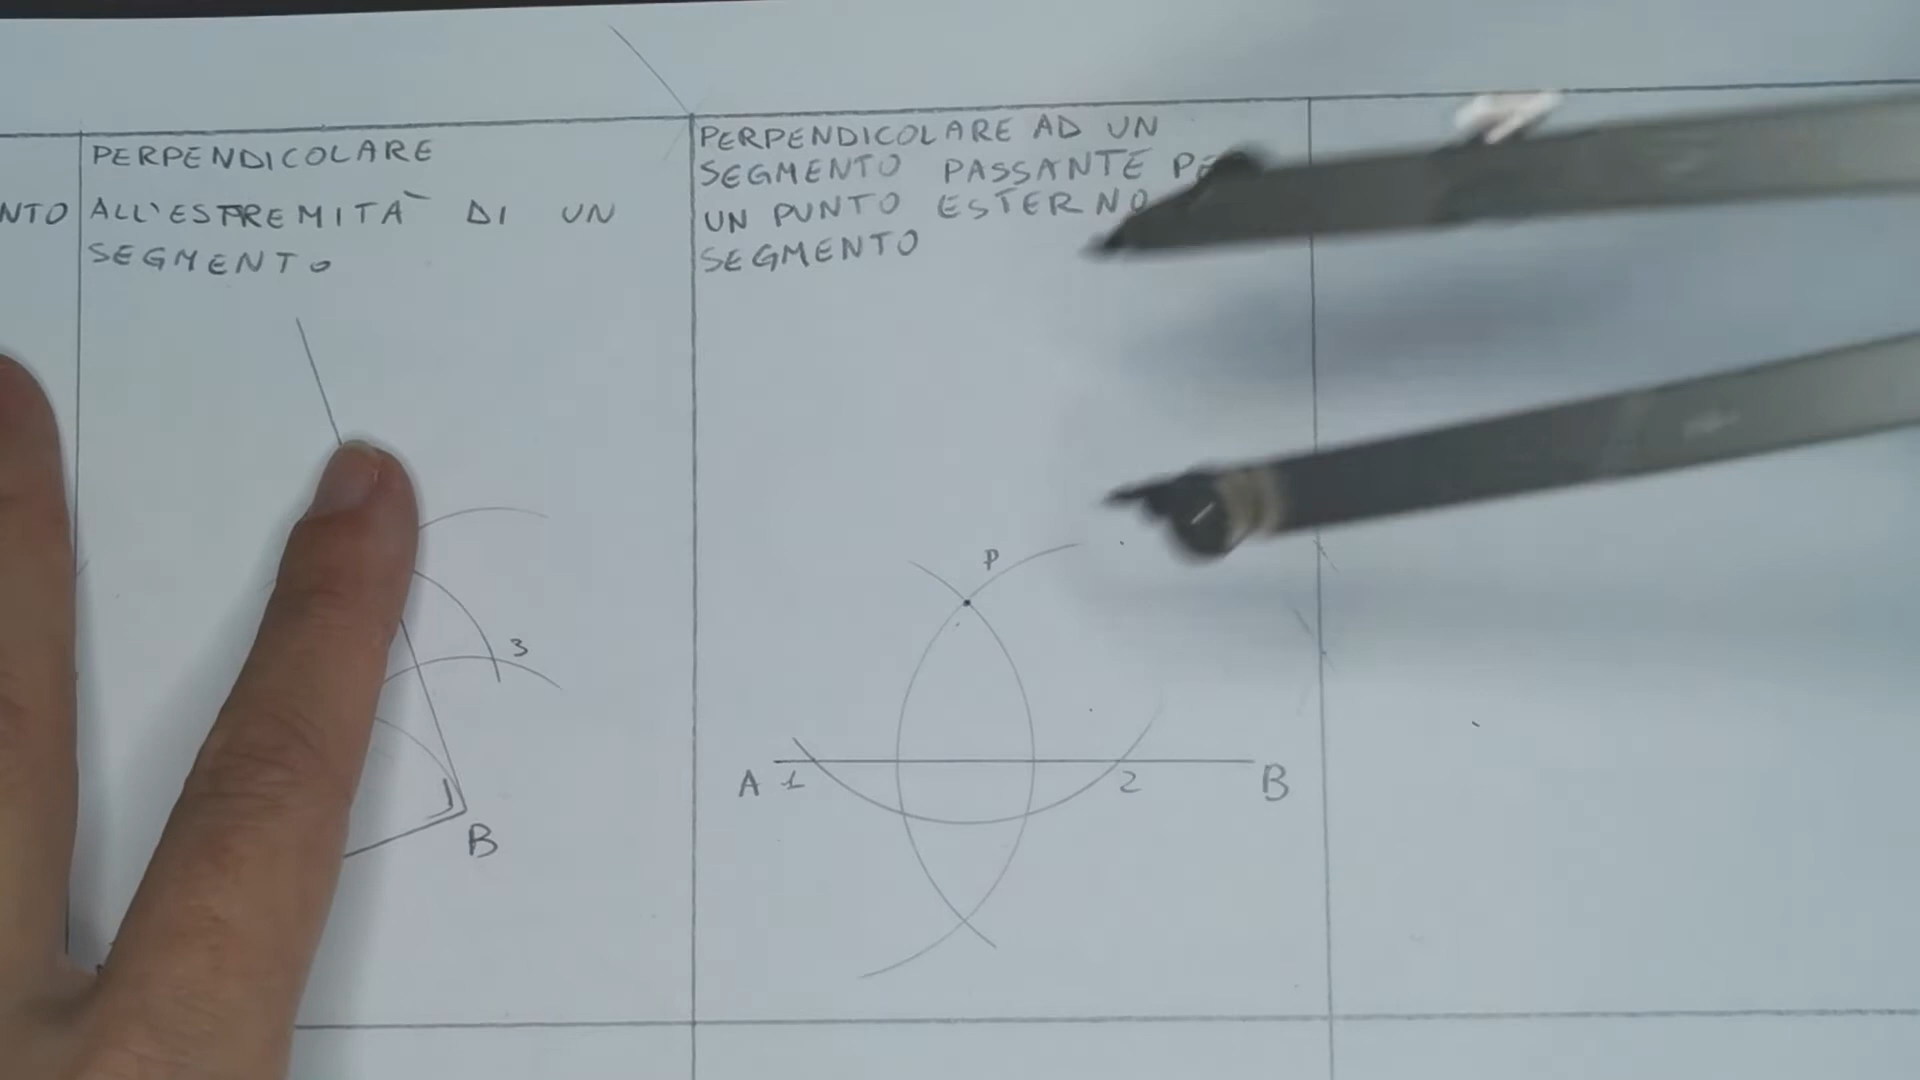 NTO
PERPENDICOLARE
ALL'ESTREMITÀ DI UN
SEGMENTO
PERPENDICOLARE AD UN
SEGMENTO PASSANTE
UN PUNTO ESTERNO
SEGMENTO
3
B
P
A 1 2 B